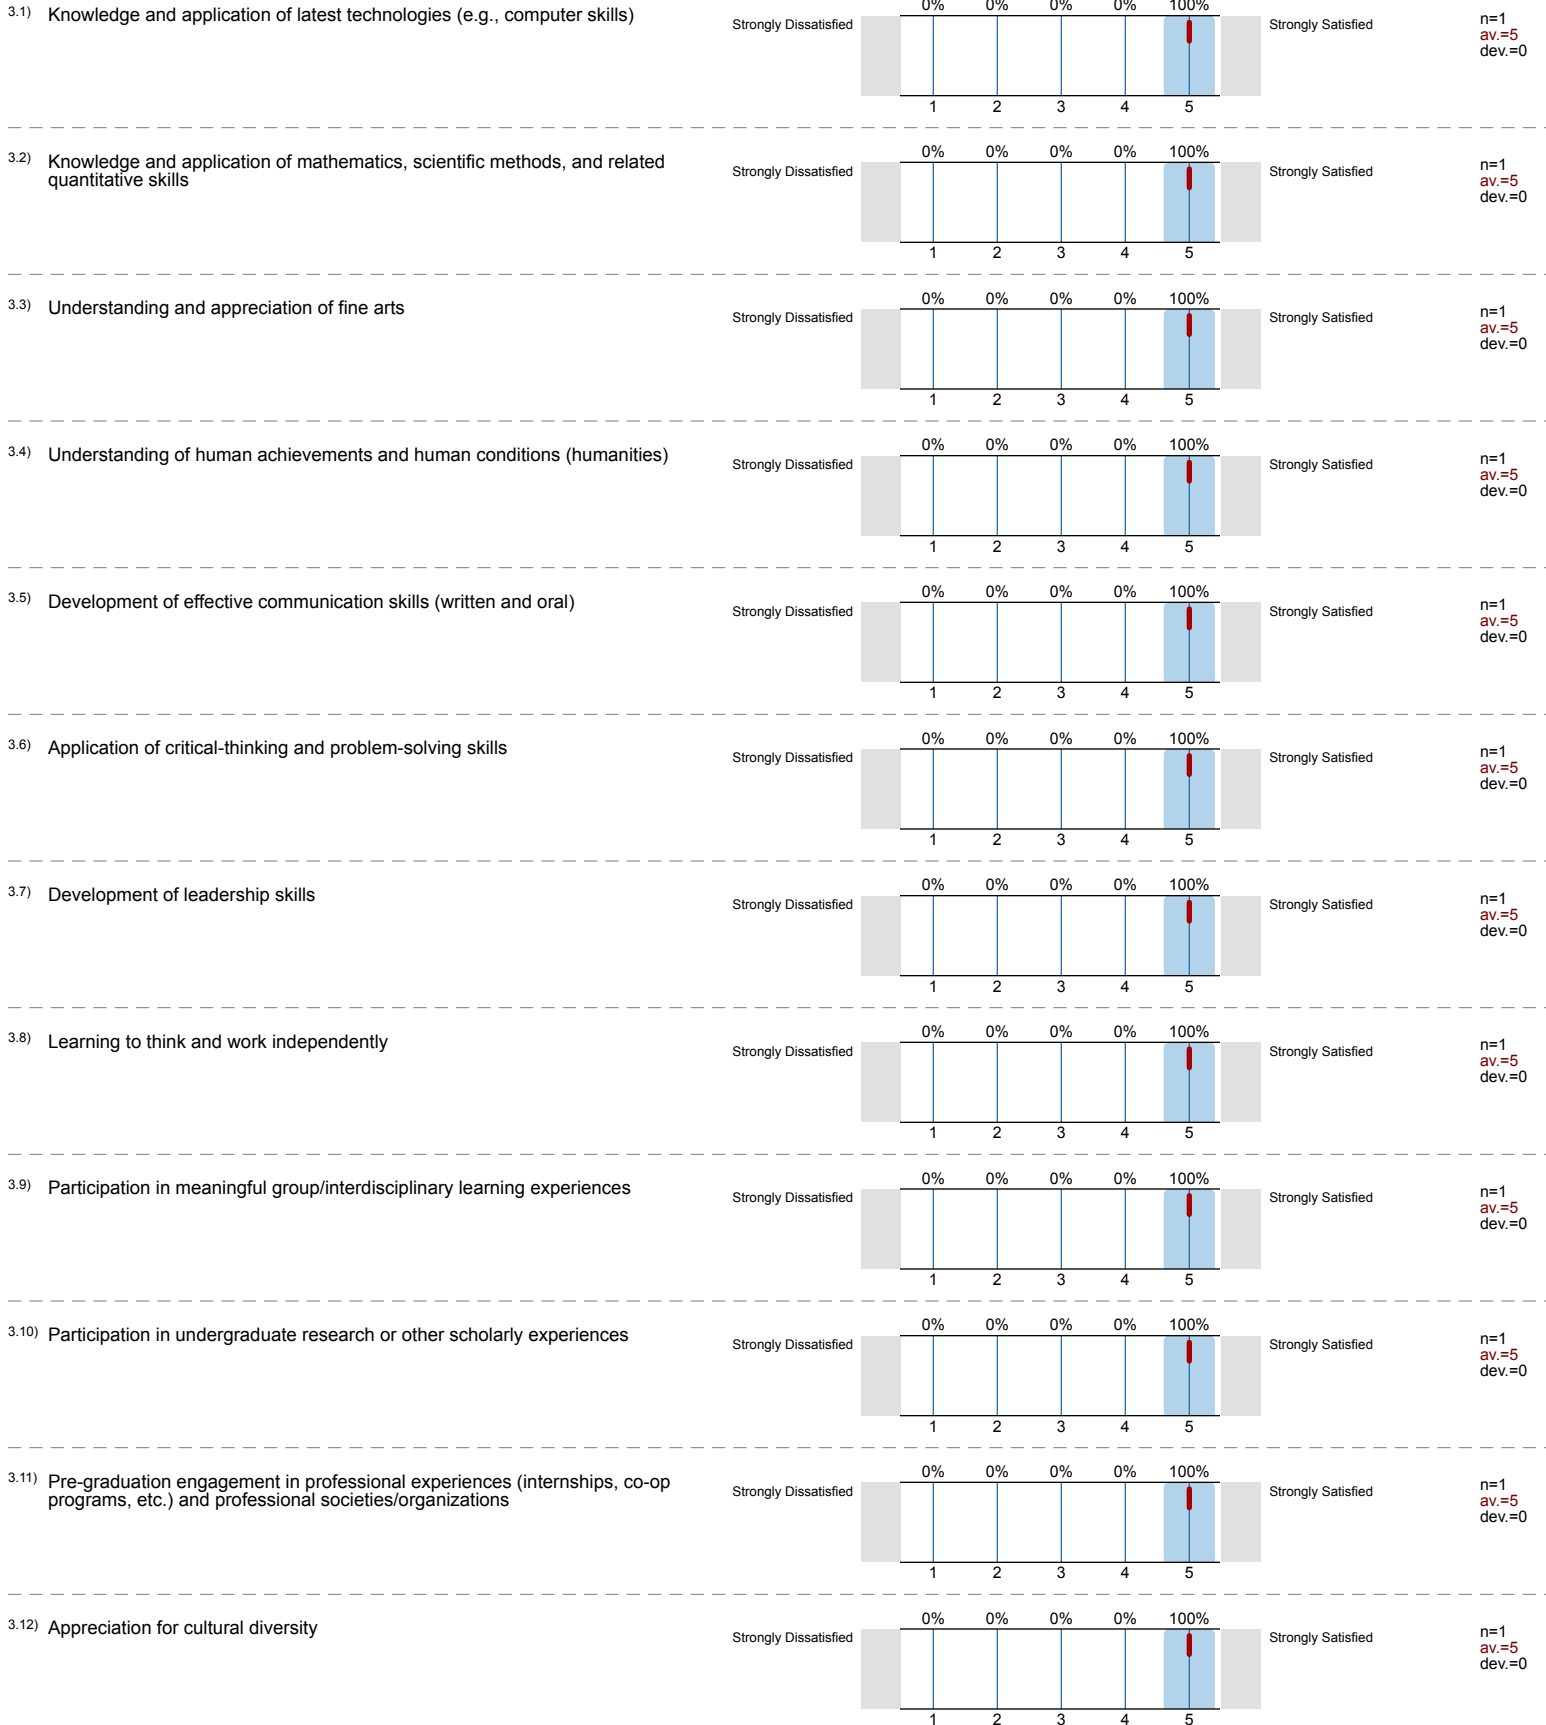 3.1) Knowledge and application of latest technologies (e.g., computer skills)
0% 0% 0% 0% 100%
Strongly Dissatisfied Strongly Satisfied
n=1
av.=5
dev.=0
1 2 3 4 5
3.2) Knowledge and application of mathematics, scientific methods, and related
quantitative skills
0% 0% 0% 0% 100%
Strongly Dissatisfied Strongly Satisfied
n=1
av.=5
dev.=0
1 2 3 4 5
3.3) Understanding and appreciation of fine arts
0% 0% 0% 0% 100%
Strongly Dissatisfied Strongly Satisfied
n=1
av.=5
dev.=0
1 2 3 4 5
3.4) Understanding of human achievements and human conditions (humanities)
0% 0% 0% 0% 100%
Strongly Dissatisfied Strongly Satisfied
n=1
av.=5
dev.=0
1 2 3 4 5
3.5) Development of effective communication skills (written and oral)
0% 0% 0% 0% 100%
Strongly Dissatisfied Strongly Satisfied
n=1
av.=5
dev.=0
1 2 3 4 5
3.6) Application of critical-thinking and problem-solving skills
0% 0% 0% 0% 100%
Strongly Dissatisfied Strongly Satisfied
n=1
av.=5
dev.=0
1 2 3 4 5
3.7) Development of leadership skills
0% 0% 0% 0% 100%
Strongly Dissatisfied Strongly Satisfied
n=1
av.=5
dev.=0
1 2 3 4 5
3.8) Learning to think and work independently
0% 0% 0% 0% 100%
Strongly Dissatisfied Strongly Satisfied
n=1
av.=5
dev.=0
1 2 3 4 5
3.9) Participation in meaningful group/interdisciplinary learning experiences
0% 0% 0% 0% 100%
Strongly Dissatisfied Strongly Satisfied
n=1
av.=5
dev.=0
1 2 3 4 5
3.10) Participation in undergraduate research or other scholarly experiences
0% 0% 0% 0% 100%
Strongly Dissatisfied Strongly Satisfied
n=1
av.=5
dev.=0
1 2 3 4 5
3.11) Pre-graduation engagement in professional experiences (internships, co-op
programs, etc.) and professional societies/organizations
0% 0% 0% 0% 100%
Strongly Dissatisfied Strongly Satisfied
n=1
av.=5
dev.=0
1 2 3 4 5
3.12) Appreciation for cultural diversity
0% 0% 0% 0% 100%
Strongly Dissatisfied Strongly Satisfied
n=1
av.=5
dev.=0
1 2 3 4 5